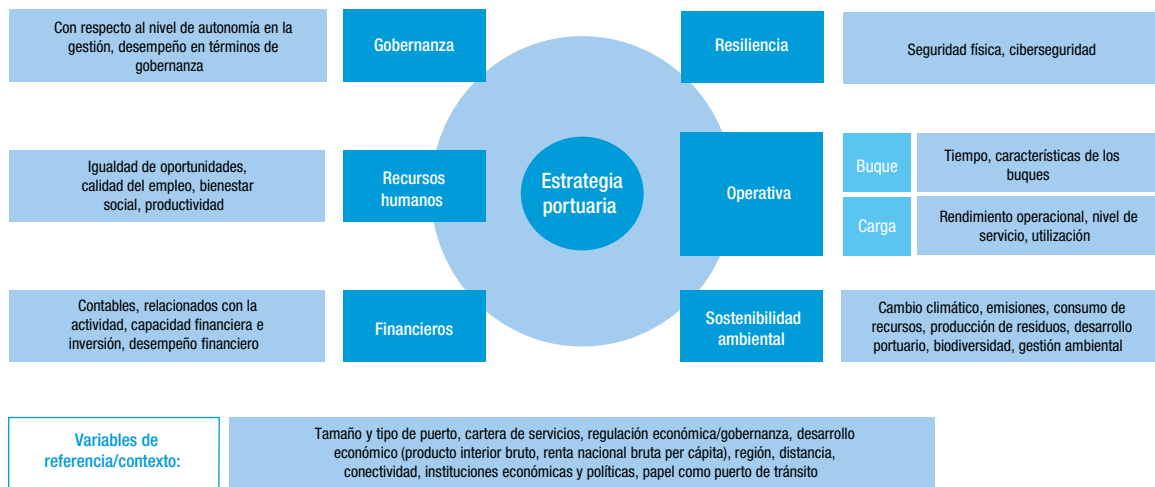 Con respecto al nivel de autonomía en la
gestión, desempeño en términos de
gobernanza
Gobernanza
Resiliencia
Seguridad física, ciberseguridad
Igualdad de oportunidades,
calidad del empleo, bienestar
social, productividad
Recursos
humanos
Estrategia
portuaria
Operativa
Buque
Tiempo, características de los
buques
Carga
Rendimiento operacional, nivel de
servicio, utilización
Contables, relacionados con la
actividad, capacidad financiera e
inversión, desempeño financiero
Financieros
Sostenibilidad
ambiental
Cambio climático, emisiones, consumo de
recursos, producción de residuos, desarrollo
portuario, biodiversidad, gestión ambiental
Variables de
referencia/contexto:
Tamaño y tipo de puerto, cartera de servicios, regulación económica/gobernanza, desarrollo
económico (producto interior bruto, renta nacional bruta per cápita), región, distancia,
conectividad, instituciones económicas y políticas, papel como puerto de tránsito